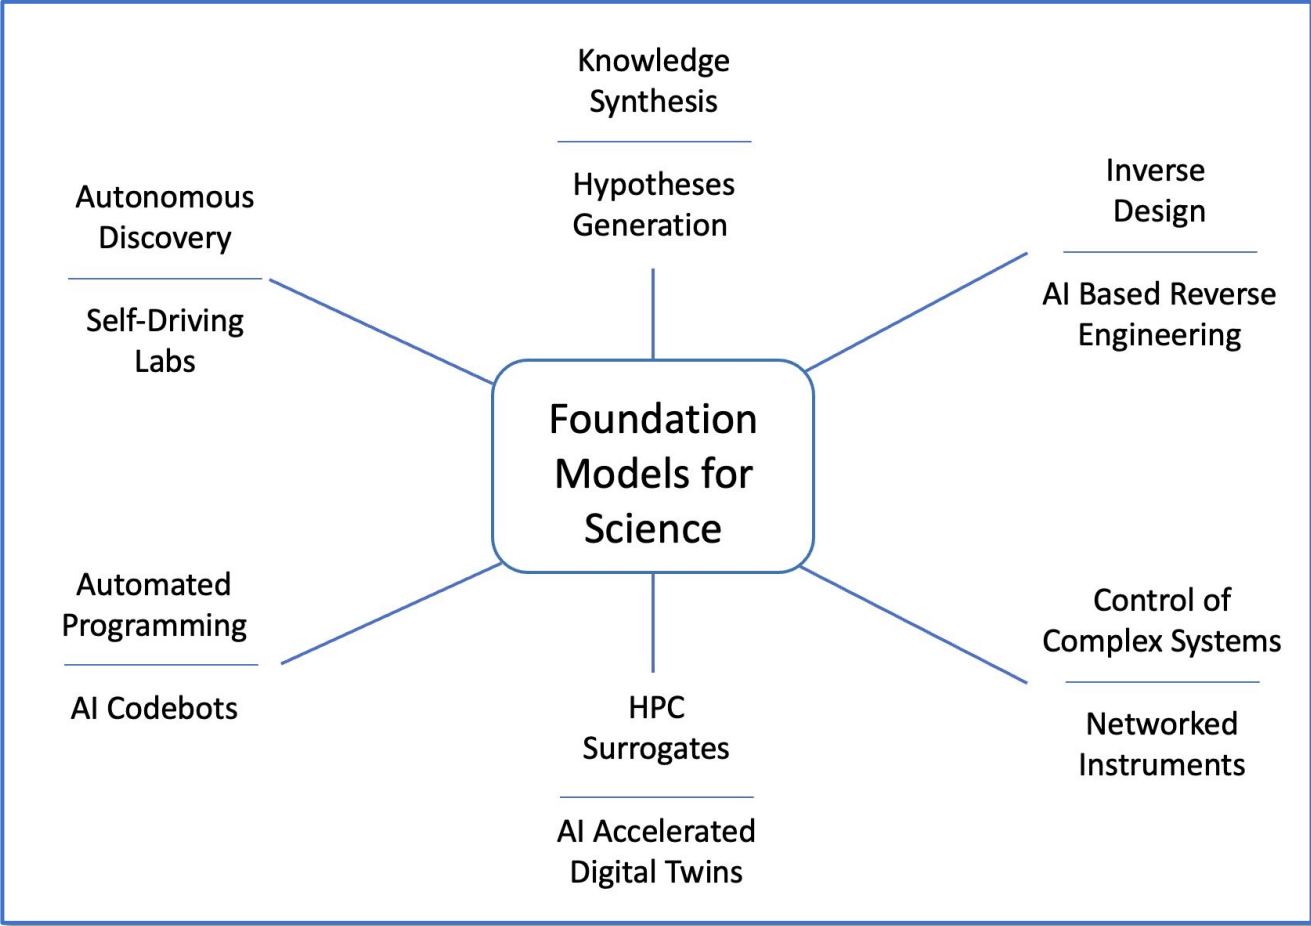 Knowledge
Synthesis
Hypotheses
Generation
Inverse
Design
AI Based Reverse
Engineering
Autonomous
Discovery
Self-Driving
Labs
Foundation
Models for
Science
Automated
Programming
AI Codebots
HPC
Surrogates
AI Accelerated
Digital Twins
Control of
Complex Systems
Networked
Instruments